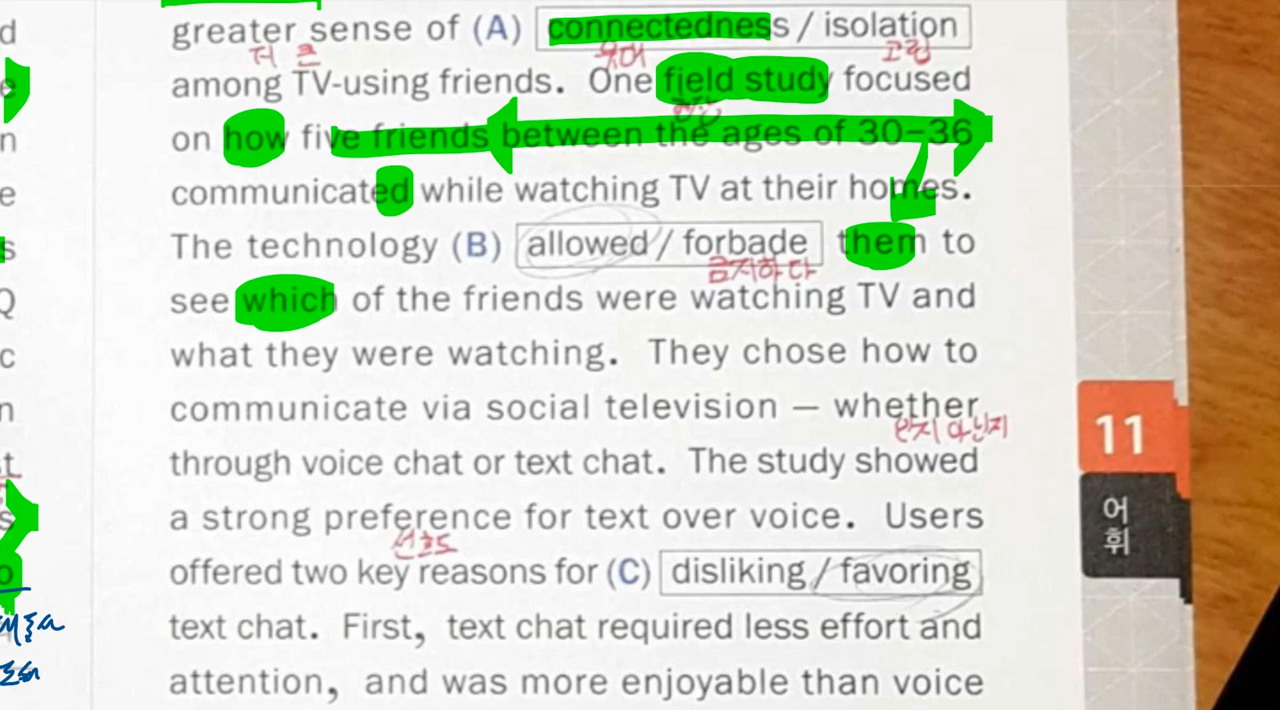 greater sense of (A) connectedness / isolation
저 큰 유대 고립
among TV-using friends. One field study focused
현장
on how five friends between the ages of 30–36
communicated while watching TV at their homes.
The technology (B) allowed / forbade them to
금지하다
see which of the friends were watching TV and
what they were watching. They chose how to
communicate via social television — whether
인지 아닌지
through voice chat or text chat. The study showed
a strong preference for text over voice. Users
선호도
offered two key reasons for (C) disliking / favoring
text chat. First, text chat required less effort and
attention, and was more enjoyable than voice
11
어휘